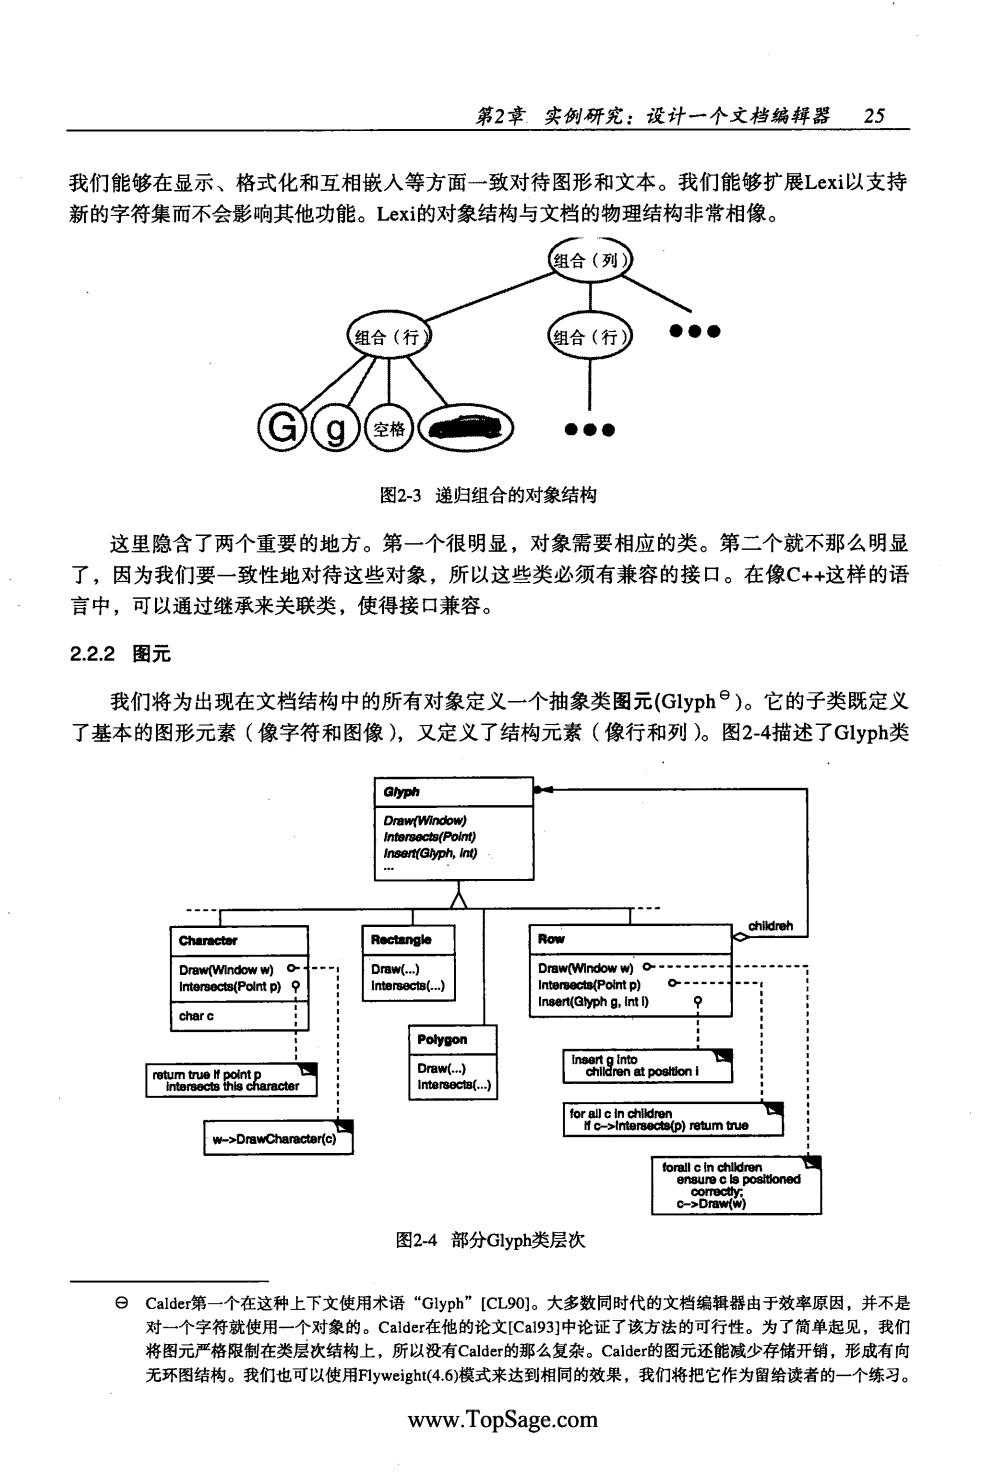 第2章 实例研究：设计一个文档编辑器 25
我们能够在显示、格式化和互相嵌人等方面一致对待图形和文本。我们能够扩展Lexi以支持
新的字符集而不会影响其他功能。Lexi的对象结构与文档的物理结构非常相像。
组合（列）
组合（行）
组合（行）
G
g
空格
图2-3 递归组合的对象结构
这里隐含了两个重要的地方。第一个很明显，对象需要相应的类。第二个就不那么明显
了，因为我们要一致性地对待这些对象，所以这些类必须有兼容的接口。在像C++这样的语
言中，可以通过继承来关联类，使得接口兼容。
2.2.2 图元
我们将为出现在文档结构中的所有对象定义一个抽象类图元(Glyph⊖)。它的子类既定义
了基本的图形元素（像字符和图像），又定义了结构元素（像行和列）。图2-4描述了Glyph类
Glyph
Draw(Window)
Intersects(Point)
Insert(Glyph, int)
...
children
Character
Draw(Window w)
Intersects(Point p)
char c
Rectangle
Draw(...)
Intersects(...)
Row
Draw(Window w)
Intersects(Point p)
Insert(Glyph g, int i)
Polygon
Draw(...)
Intersects(...)
return true if point p
intersects this character
w->DrawCharacter(c)
insert g into
children at position i
for all c in children
if c->Intersects(p) return true
forall c in children
ensure c is positioned
correctly;
c->Draw(w)
图2-4 部分Glyph类层次
⊖ Calder第一个在这种上下文使用术语“Glyph”[CL90]。大多数同时代的文档编辑器由于效率原因，并不是
对一个字符就使用一个对象的。Calder在他的论文[Cal93]中论证了该方法的可行性。为了简单起见，我们
将图元严格限制在类层次结构上，所以没有Calder的那么复杂。Calder的图元还能减少存储开销，形成有向
无环图结构。我们也可以使用Flyweight(4.6)模式来达到相同的效果，我们将把它作为留给读者的一个练习。
www.TopSage.com